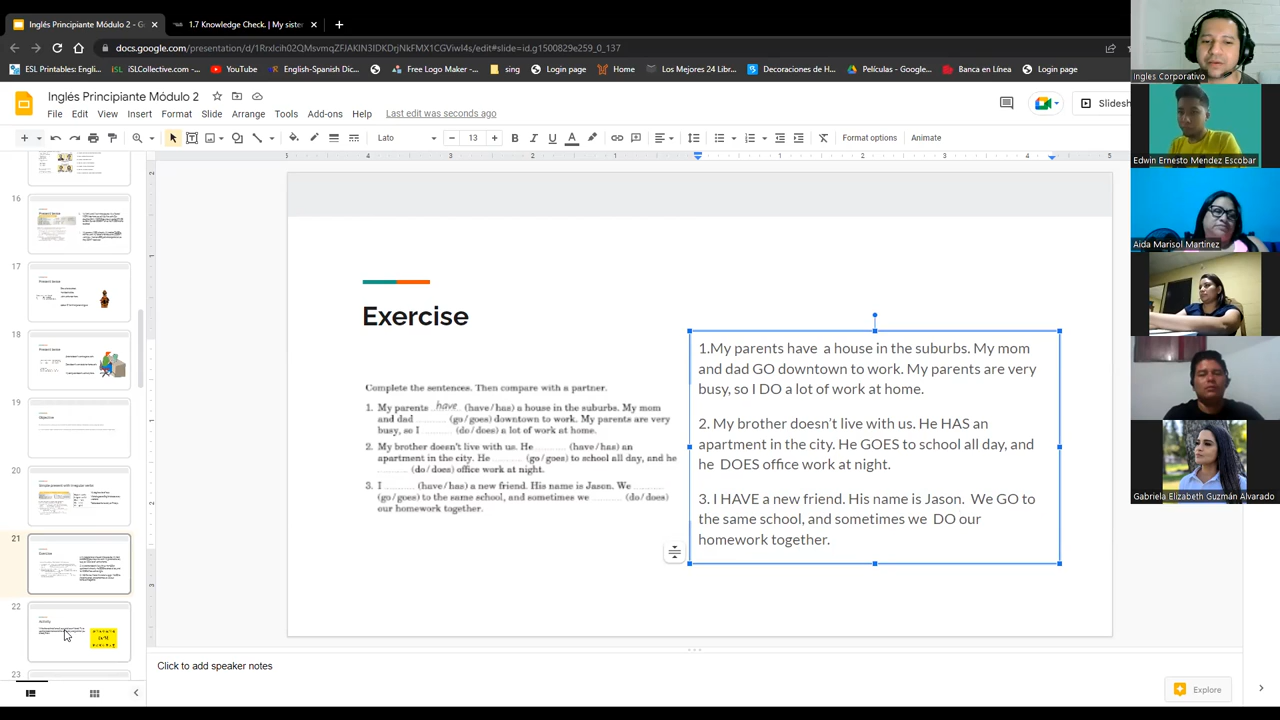 Inglés Principiante Módulo 2 - G
1.7 Knowledge Check. | My siste
docs.google.com/presentation/d/1Rrxlcih02QMsvmqZFJAKIN3IDKDrjNkFMX1CGViwI4s/edit#slide=id.g1500829e259_0_137
ESL Printables: Engli... iSLCollective.com -... YouTube English-Spanish Dic... Free Logo Maker -... sing Login page Home Los Mejores 24 Libr... Decoraciones de H... Películas - Google... Banca en Línea Login page
Inglés Principiante Módulo 2
File Edit View Insert Format Slide Arrange Tools Add-ons Help Last edit was seconds ago
Slidesh
Lato 13 Format options Animate
16
17
18
19
20
21
22
23
Exercise
Complete the sentences. Then compare with a partner.
1. My parents have (have / has) a house in the suburbs. My mom
and dad (go / goes) downtown to work. My parents are very
busy, so I (do / does) a lot of work at home.
2. My brother doesn't live with us. He (have / has) an
apartment in the city. He (go / goes) to school all day, and he
(do / does) office work at night.
3. I (have / has) a new friend. His name is Jason. We
(go / goes) to the same school, and sometimes we (do / does)
our homework together.
1.My parents have a house in the suburbs. My mom
and dad GO downtown to work. My parents are very
busy, so I DO a lot of work at home.
2. My brother doesn't live with us. He HAS an
apartment in the city. He GOES to school all day, and
he DOES office work at night.
3. I HAVE a new friend. His name is Jason. We GO to
the same school, and sometimes we DO our
homework together.
Click to add speaker notes
Explore
Ingles Corporativo
Edwin Ernesto Mendez Escobar
Aida Marisol Martinez
Gabriela Elizabeth Guzmán Alvarado